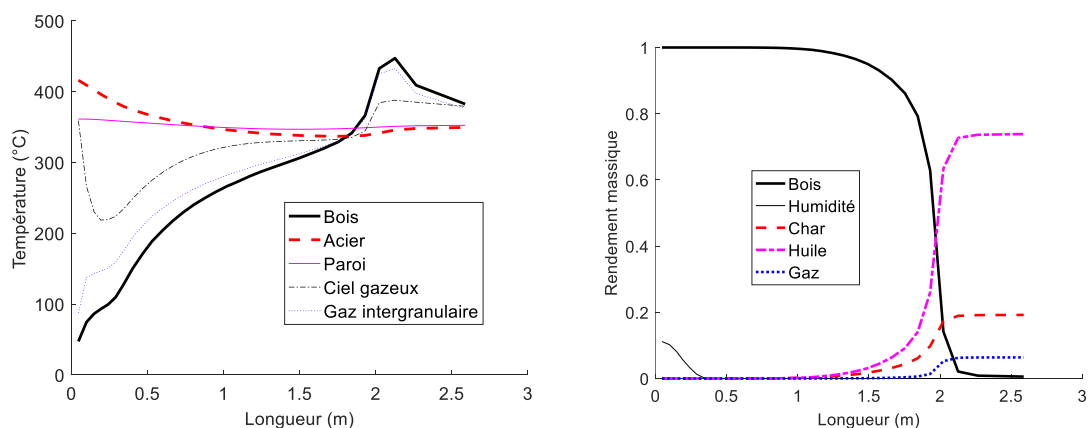 500
400
300
200
100
0
Température (°C)
Bois
Acier
Paroi
Ciel gazeux
Gaz intergranulaire
0
0.5
1
1.5
2
2.5
3
Longueur (m)
1
0.8
0.6
0.4
0.2
0
Rendement massique
Bois
Humidité
Char
Huile
Gaz
0
0.5
1
1.5
2
2.5
3
Longueur (m)